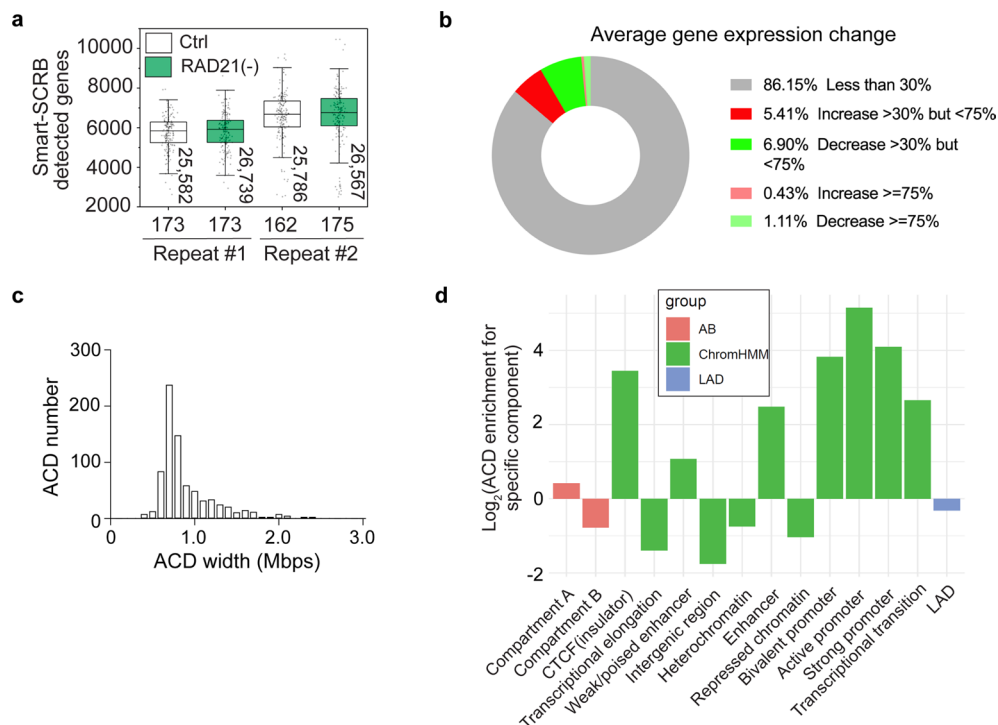 a
Smart-SCRB
detected genes
10000
8000
6000
4000
2000
Ctrl
RAD21(-)
25,582
26,739
25,786
26,567
173 173 162 175
Repeat #1 Repeat #2
b
Average gene expression change
86.15% Less than 30%
5.41% Increase >30% but <75%
6.90% Decrease >30% but
<75%
0.43% Increase >=75%
1.11% Decrease >=75%
c
ACD number
300
200
100
0
1.0 2.0 3.0
ACD width (Mbps)
d
Log2(ACD enrichment for
specific component)
4
2
0
-2
group
AB
ChromHMM
LAD
Compartment A
Compartment B
CTCF(insulator)
Transcriptional elongation
Weak/poised enhancer
Intergenic region
Heterochromatin
Enhancer
Repressed chromatin
Bivalent promoter
Active promoter
Strong promoter
Transcriptional transition
LAD